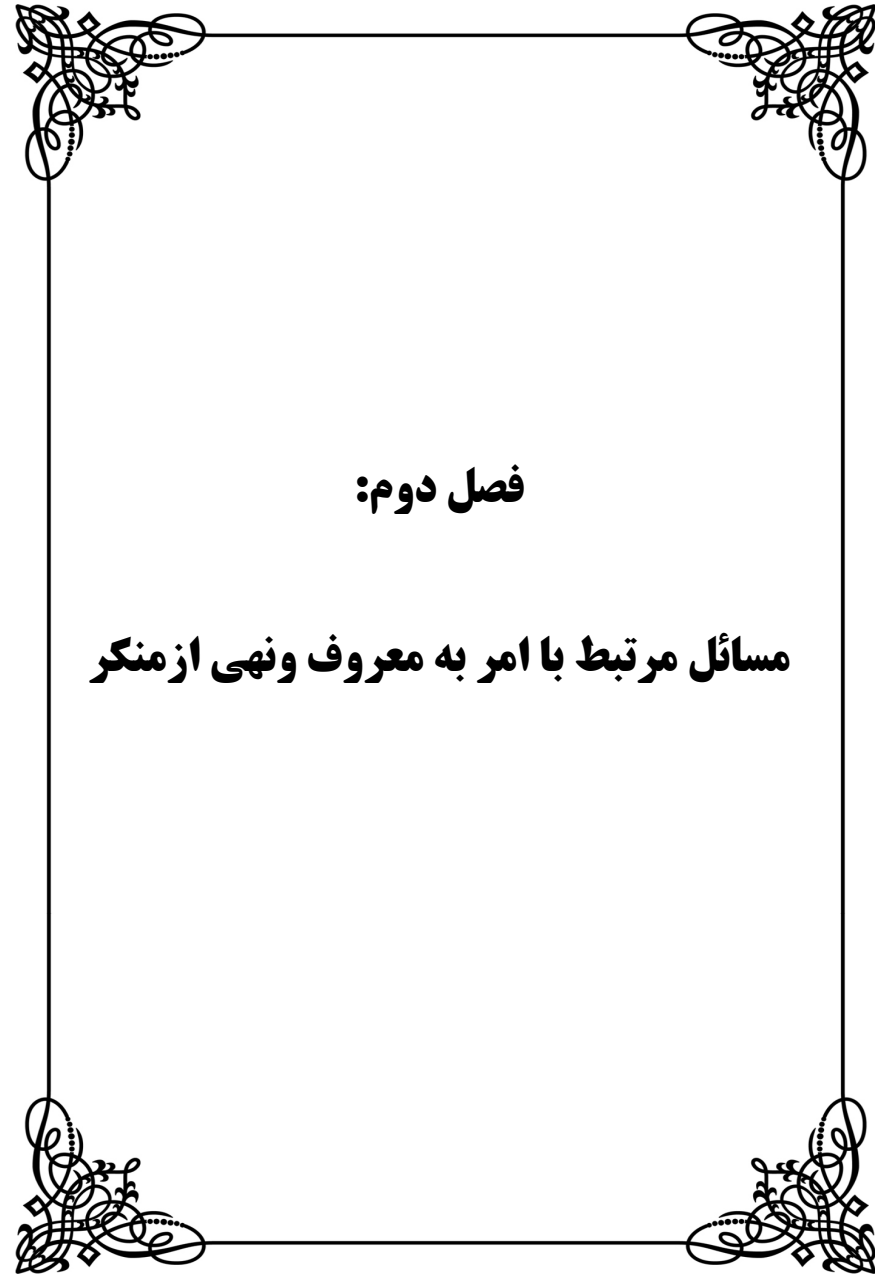 فصل دوم:
مسائل مرتبط با امر به معروف ونهی ازمنکر